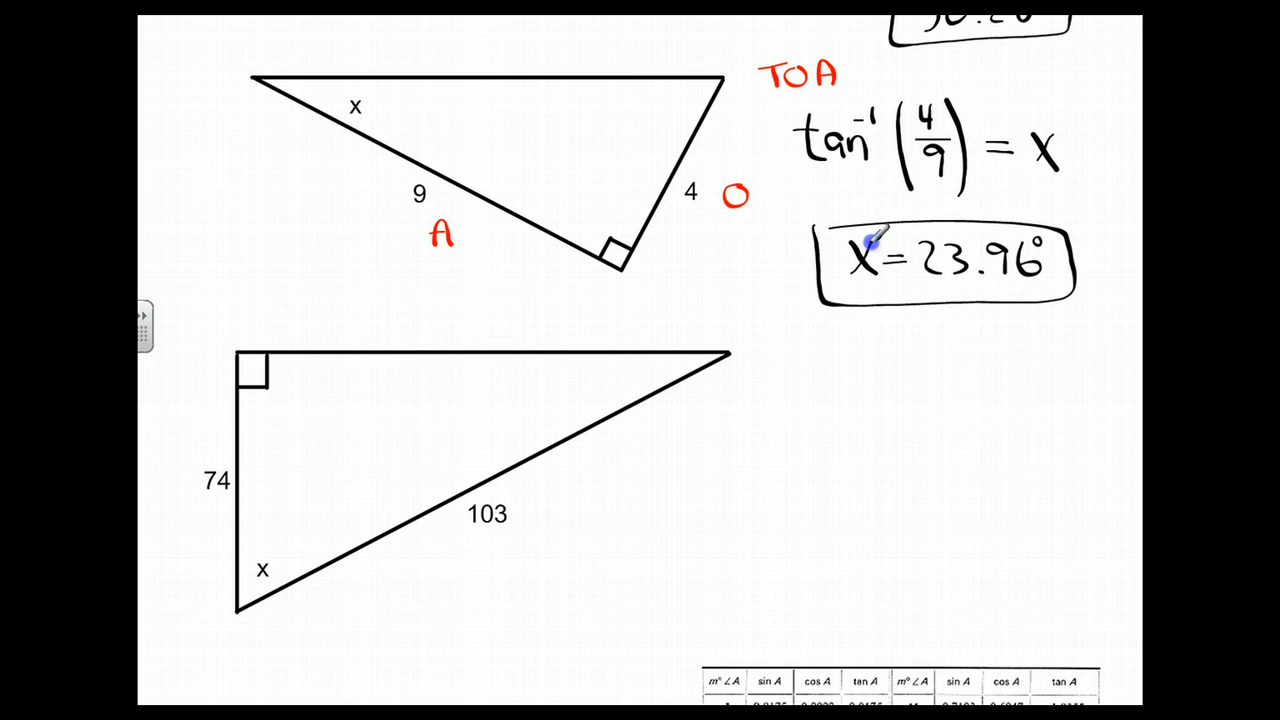 TOA
x
tan⁻¹ (4/9) = x
9
4 O
A
x = 23.96°
74
103
x
m° ∠ A sin A cos A tan A m° ∠ A sin A cos A tan A